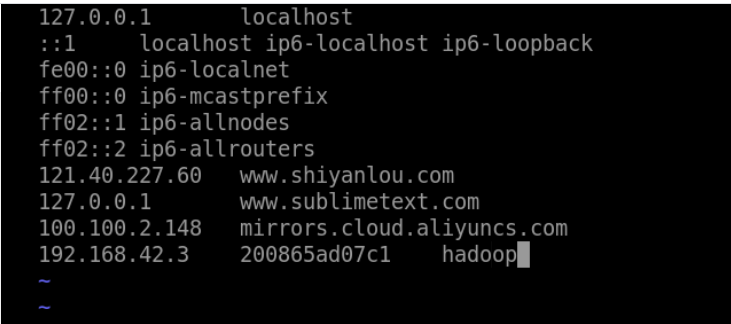 127.0.0.1 localhost
::1 localhost ip6-localhost ip6-loopback
fe00::0 ip6-localnet
ff00::0 ip6-mcastprefix
ff02::1 ip6-allnodes
ff02::2 ip6-allrouters
121.40.227.60 www.shiyanlou.com
127.0.0.1 www.sublimetext.com
100.100.2.148 mirrors.cloud.aliyuncs.com
192.168.42.3 200865ad07c1 hadoop
~
~